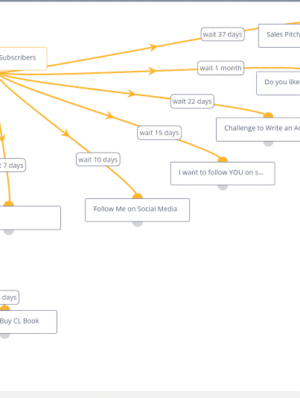 wait 37 days
Sales Pitch
Subscribers
wait 1 month
Do you like
wait 22 days
Challenge to Write an
wait 15 days
wait 10 days
7 days
I want to follow YOU on s...
Follow Me on Social Media
days
Buy CL Book